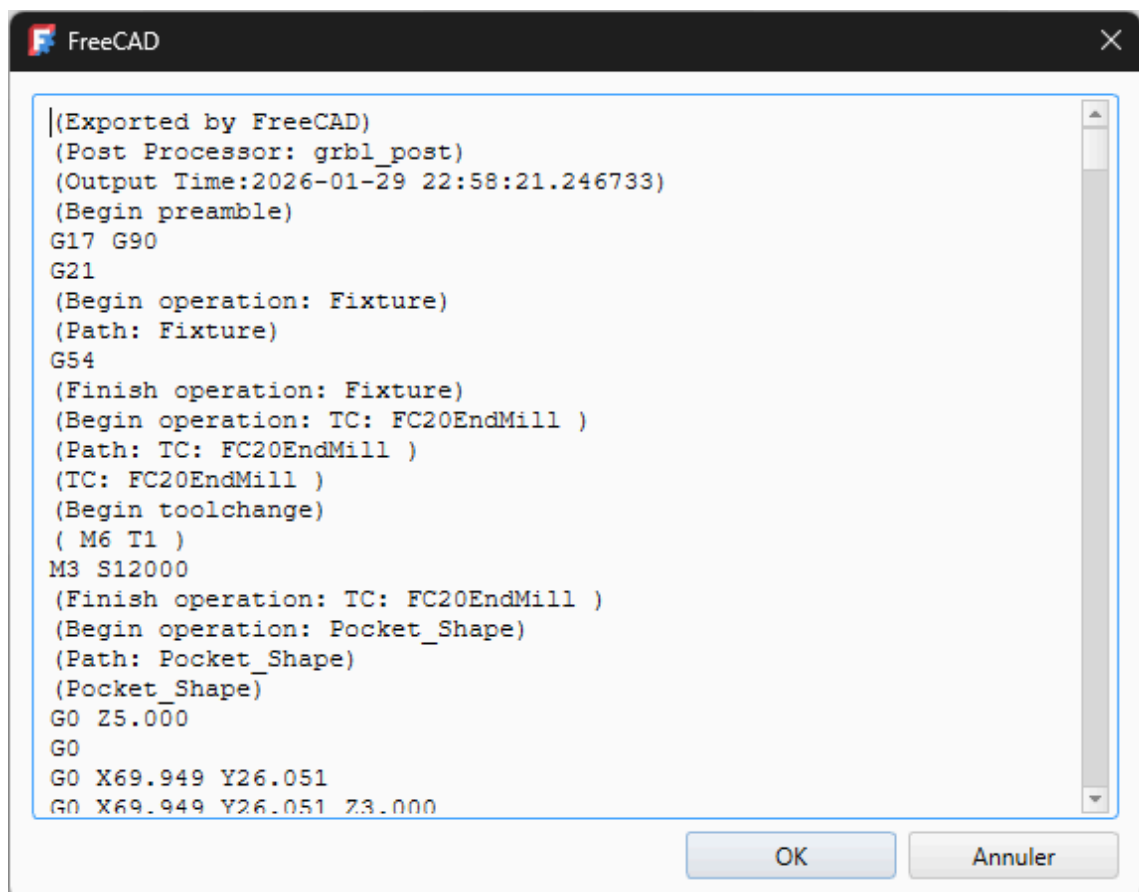 FreeCAD
(Exported by FreeCAD)
(Post Processor: grbl_post)
(Output Time:2026-01-29 22:58:21.246733)
(Begin preamble)
G17 G90
G21
(Begin operation: Fixture)
(Path: Fixture)
G54
(Finish operation: Fixture)
(Begin operation: TC: FC20EndMill )
(Path: TC: FC20EndMill )
(TC: FC20EndMill )
(Begin toolchange)
( M6 T1 )
M3 S12000
(Finish operation: TC: FC20EndMill )
(Begin operation: Pocket_Shape)
(Path: Pocket_Shape)
(Pocket_Shape)
G0 Z5.000
G0
G0 X69.949 Y26.051
G0 X69.949 Y26.051 Z3.000
OK Annuler